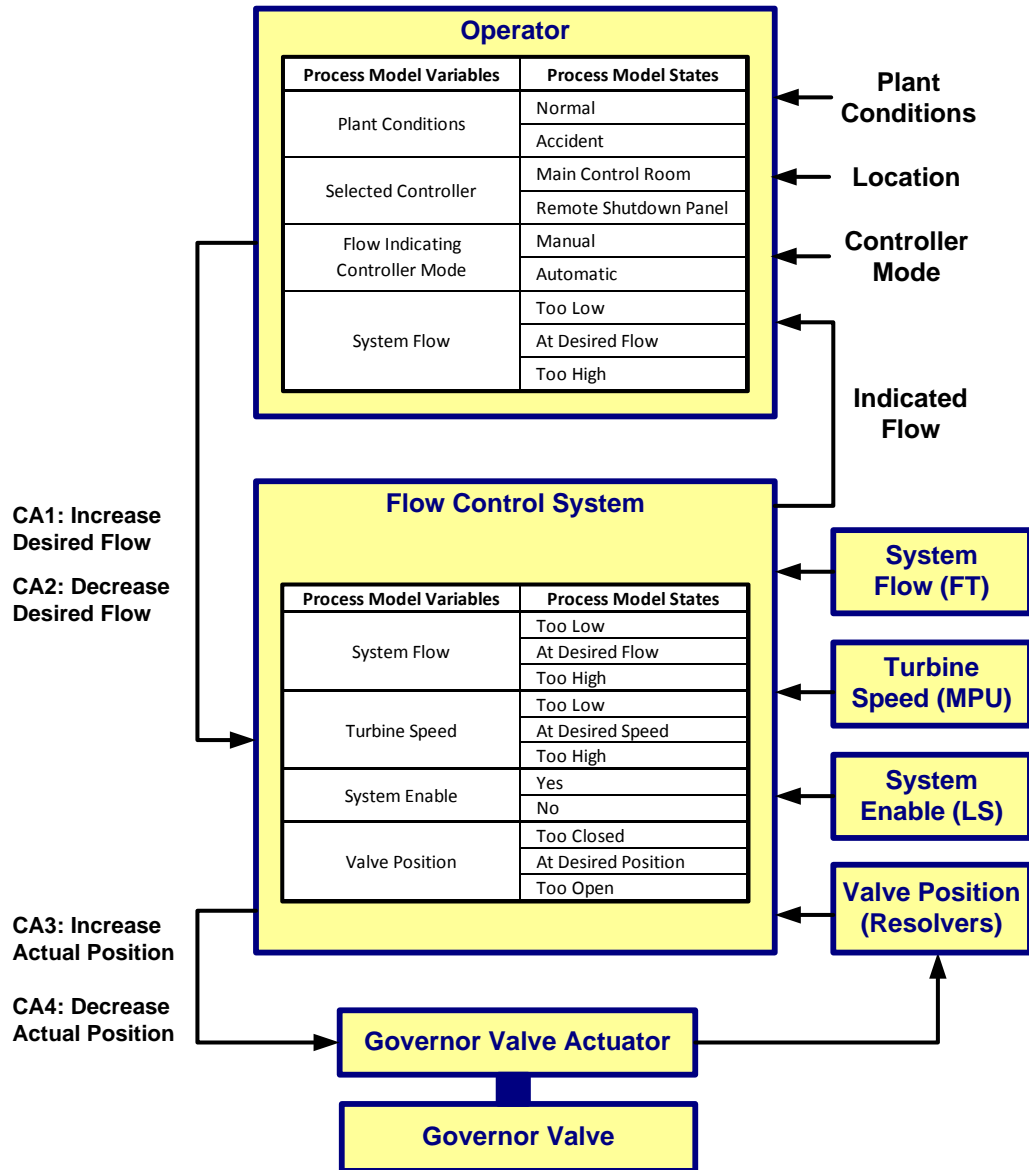 Operator
Process Model Variables Process Model States
Plant Conditions
Normal
Accident
Selected Controller
Main Control Room
Remote Shutdown Panel
Flow Indicating
Controller Mode
Manual
Automatic
System Flow
Too Low
At Desired Flow
Too High
Plant
Conditions
Location
Controller
Mode
Indicated
Flow
CA1: Increase
Desired Flow
CA2: Decrease
Desired Flow
Flow Control System
Process Model Variables Process Model States
System Flow
Too Low
At Desired Flow
Too High
Turbine Speed
Too Low
At Desired Speed
Too High
System Enable
Yes
No
Valve Position
Too Closed
At Desired Position
Too Open
System
Flow (FT)
Turbine
Speed (MPU)
System
Enable (LS)
Valve Position
(Resolvers)
CA3: Increase
Actual Position
CA4: Decrease
Actual Position
Governor Valve Actuator
Governor Valve